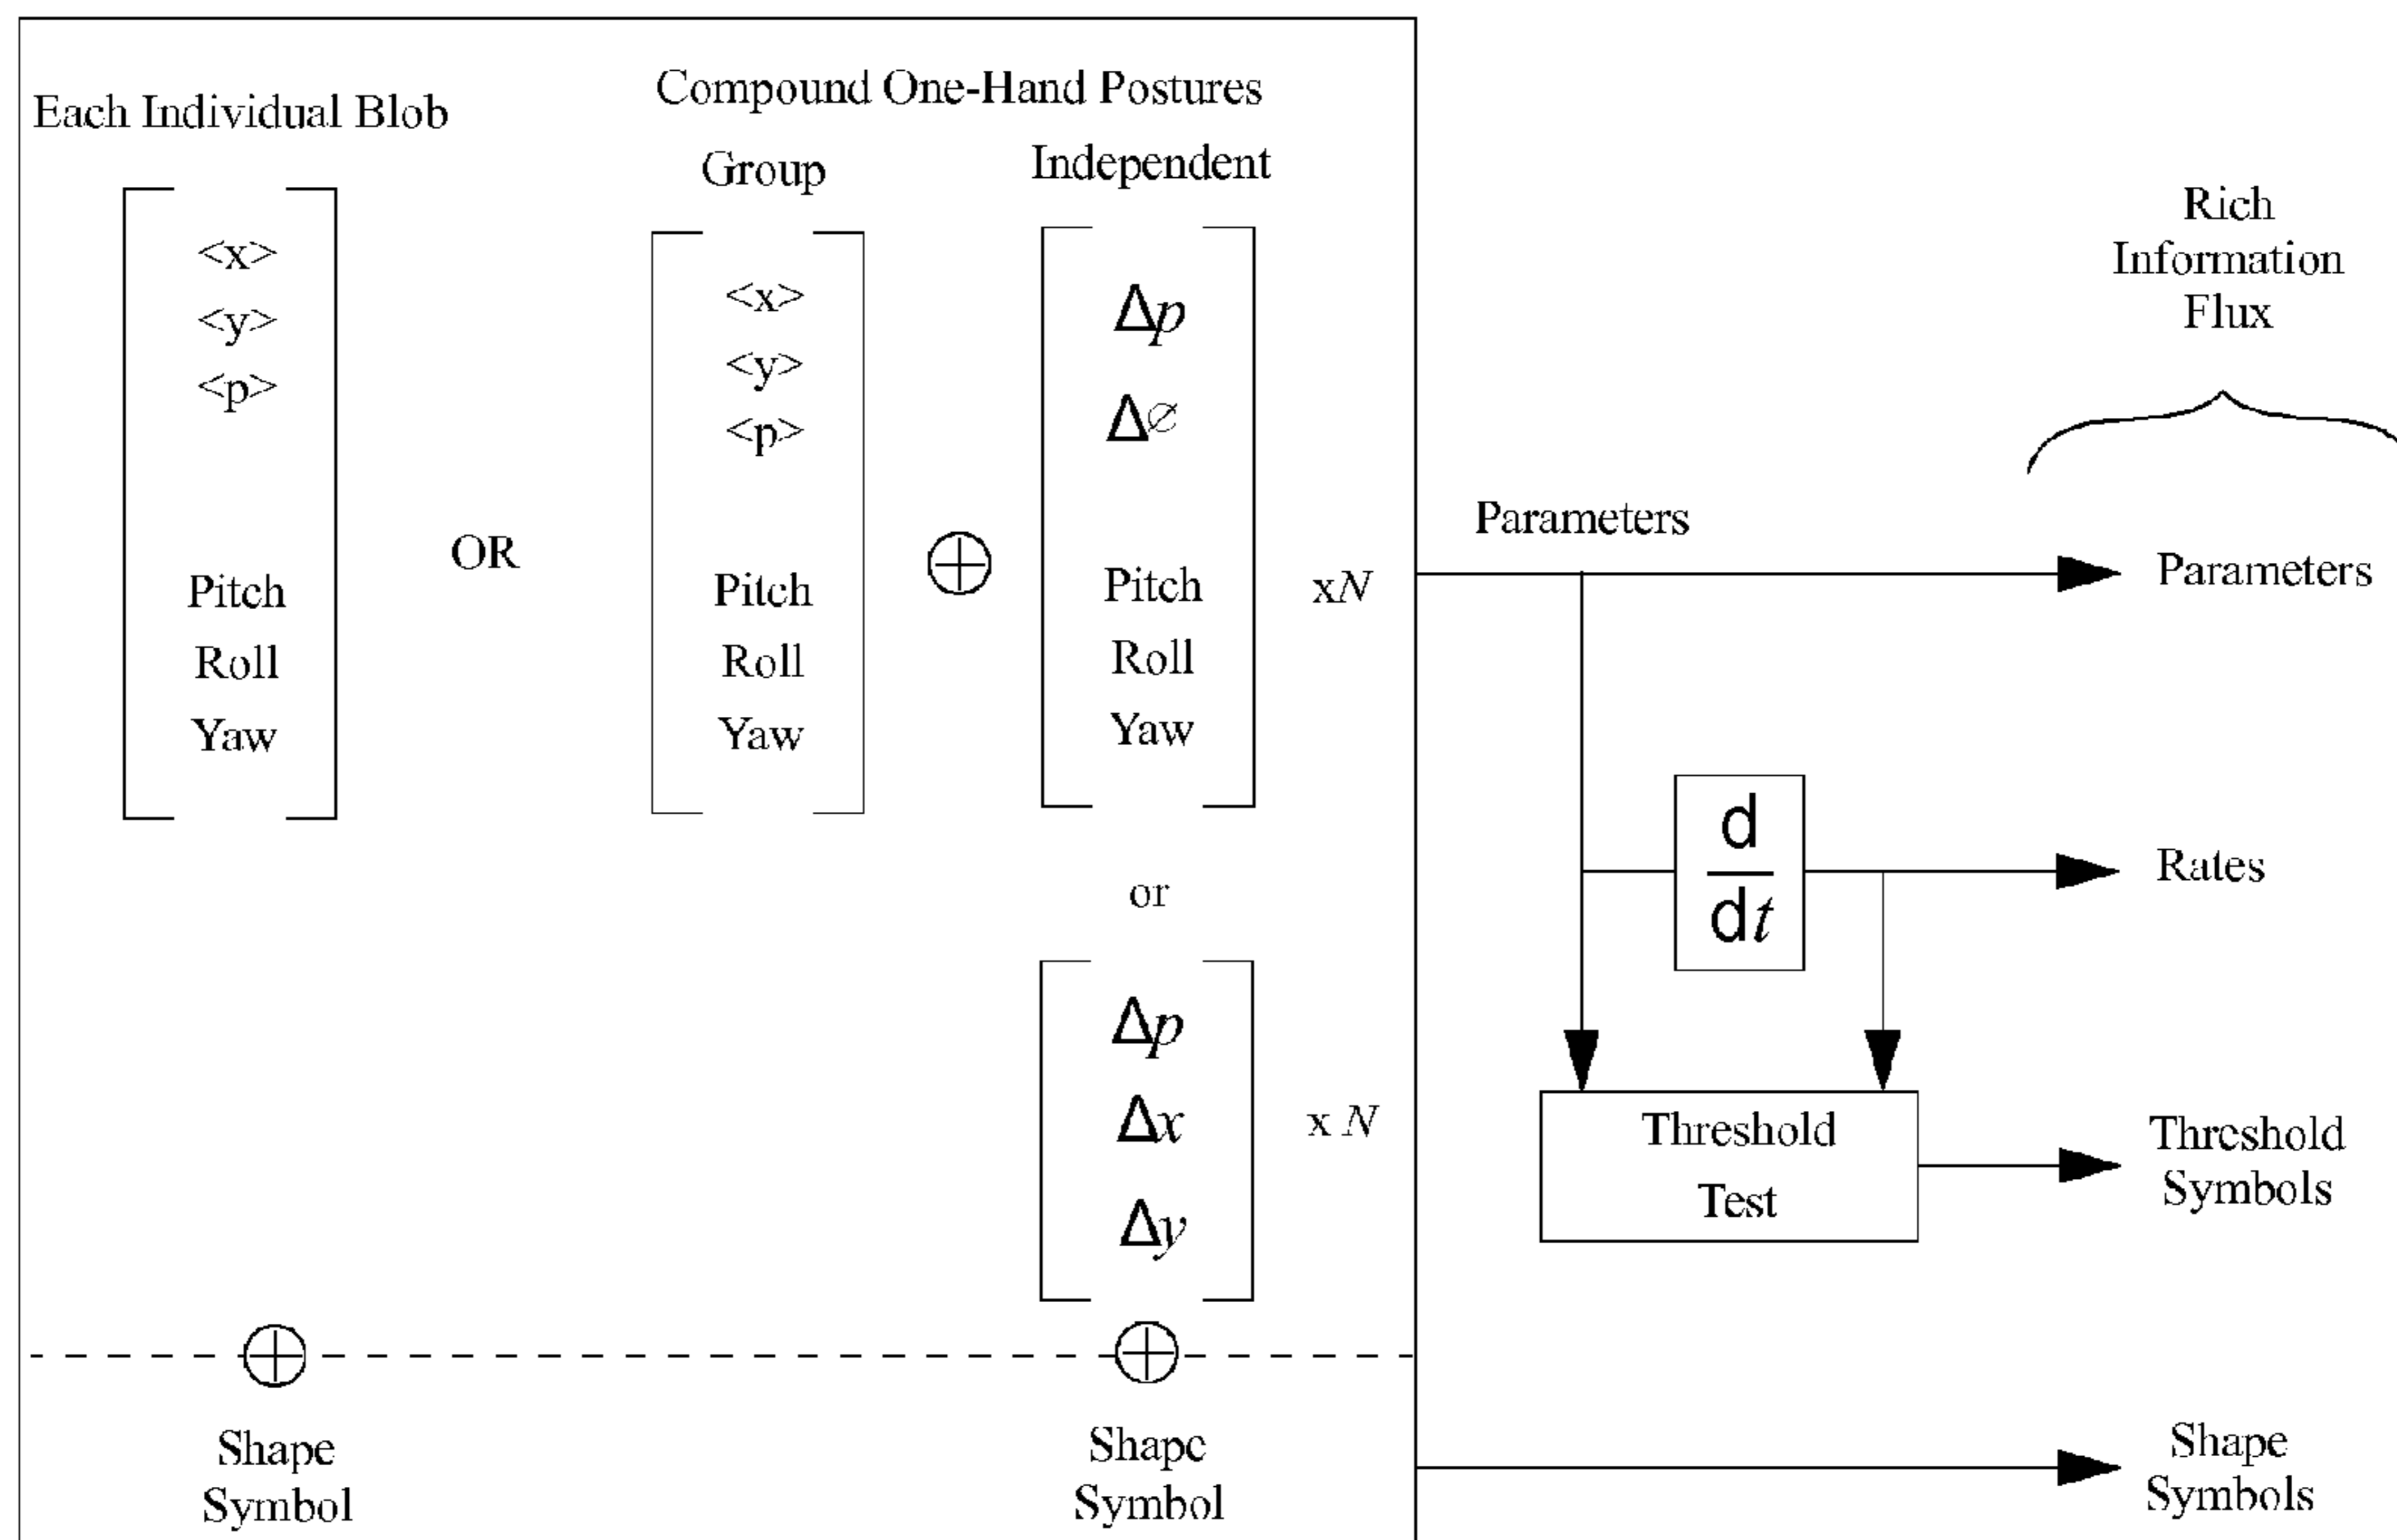 Each Individual Blob
<x>
<y>
<p>
Pitch
Roll
Yaw
OR
Compound One-Hand Postures
Group
<x>
<y>
<p>
Pitch
Roll
Yaw
⊕
Independent
Δp
Δ∅
Pitch
Roll
Yaw
xN
or
Δp
Δx
Δy
x N
⊕
Shape
Symbol
⊕
Shape
Symbol
Parameters
d
dt
Threshold
Test
Rich
Information
Flux
Parameters
Rates
Threshold
Symbols
Shape
Symbols